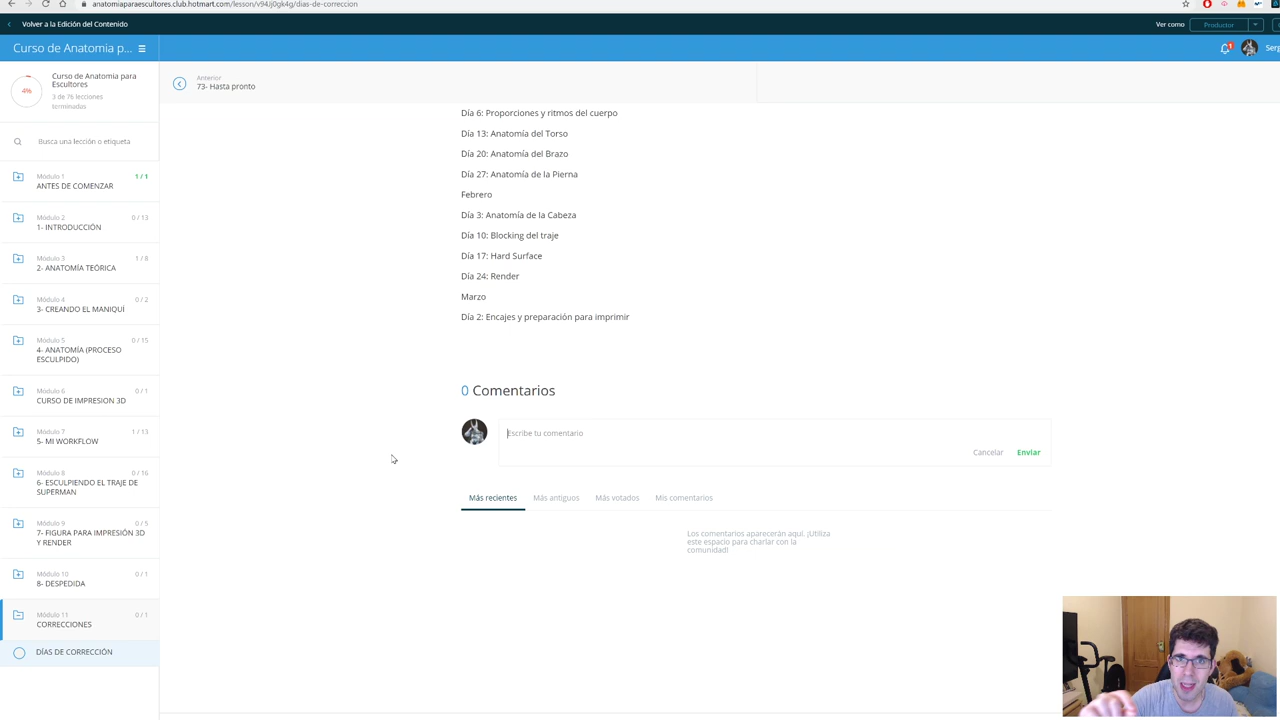 anatomiaparaescultores.club.hotmart.com/lesson/v94Jj0gk4g/dias-de-correccion
Volver a la Edición del Contenido
Ver como
Productor
Curso de Anatomia p...
1
Serg
4%
Curso de Anatomia para
Escultores
3 de 76 lecciones
terminadas
Anterior
73- Hasta pronto
Busca una lección o etiqueta
Módulo 1
1 / 1
ANTES DE COMENZAR
Módulo 2
0 / 13
1- INTRODUCCIÓN
Módulo 3
1 / 8
2- ANATOMÍA TEÓRICA
Módulo 4
0 / 2
3- CREANDO EL MANIQUÍ
Módulo 5
0 / 15
4- ANATOMÍA (PROCESO
ESCULPIDO)
Módulo 6
0 / 1
CURSO DE IMPRESION 3D
Módulo 7
1 / 13
5- MI WORKFLOW
Módulo 8
0 / 16
6- ESCULPIENDO EL TRAJE DE
SUPERMAN
Módulo 9
0 / 5
7- FIGURA PARA IMPRESIÓN 3D
Y RENDER
Módulo 10
0 / 1
8- DESPEDIDA
Módulo 11
0 / 1
CORRECCIONES
DÍAS DE CORRECCIÓN
Día 6: Proporciones y ritmos del cuerpo
Día 13: Anatomía del Torso
Día 20: Anatomía del Brazo
Día 27: Anatomía de la Pierna
Febrero
Día 3: Anatomía de la Cabeza
Día 10: Blocking del traje
Día 17: Hard Surface
Día 24: Render
Marzo
Día 2: Encajes y preparación para imprimir
0 Comentarios
Escribe tu comentario
Cancelar
Enviar
Más recientes
Más antiguos
Más votados
Mis comentarios
Los comentarios aparecerán aquí. ¡Utiliza
este espacio para charlar con la
comunidad!